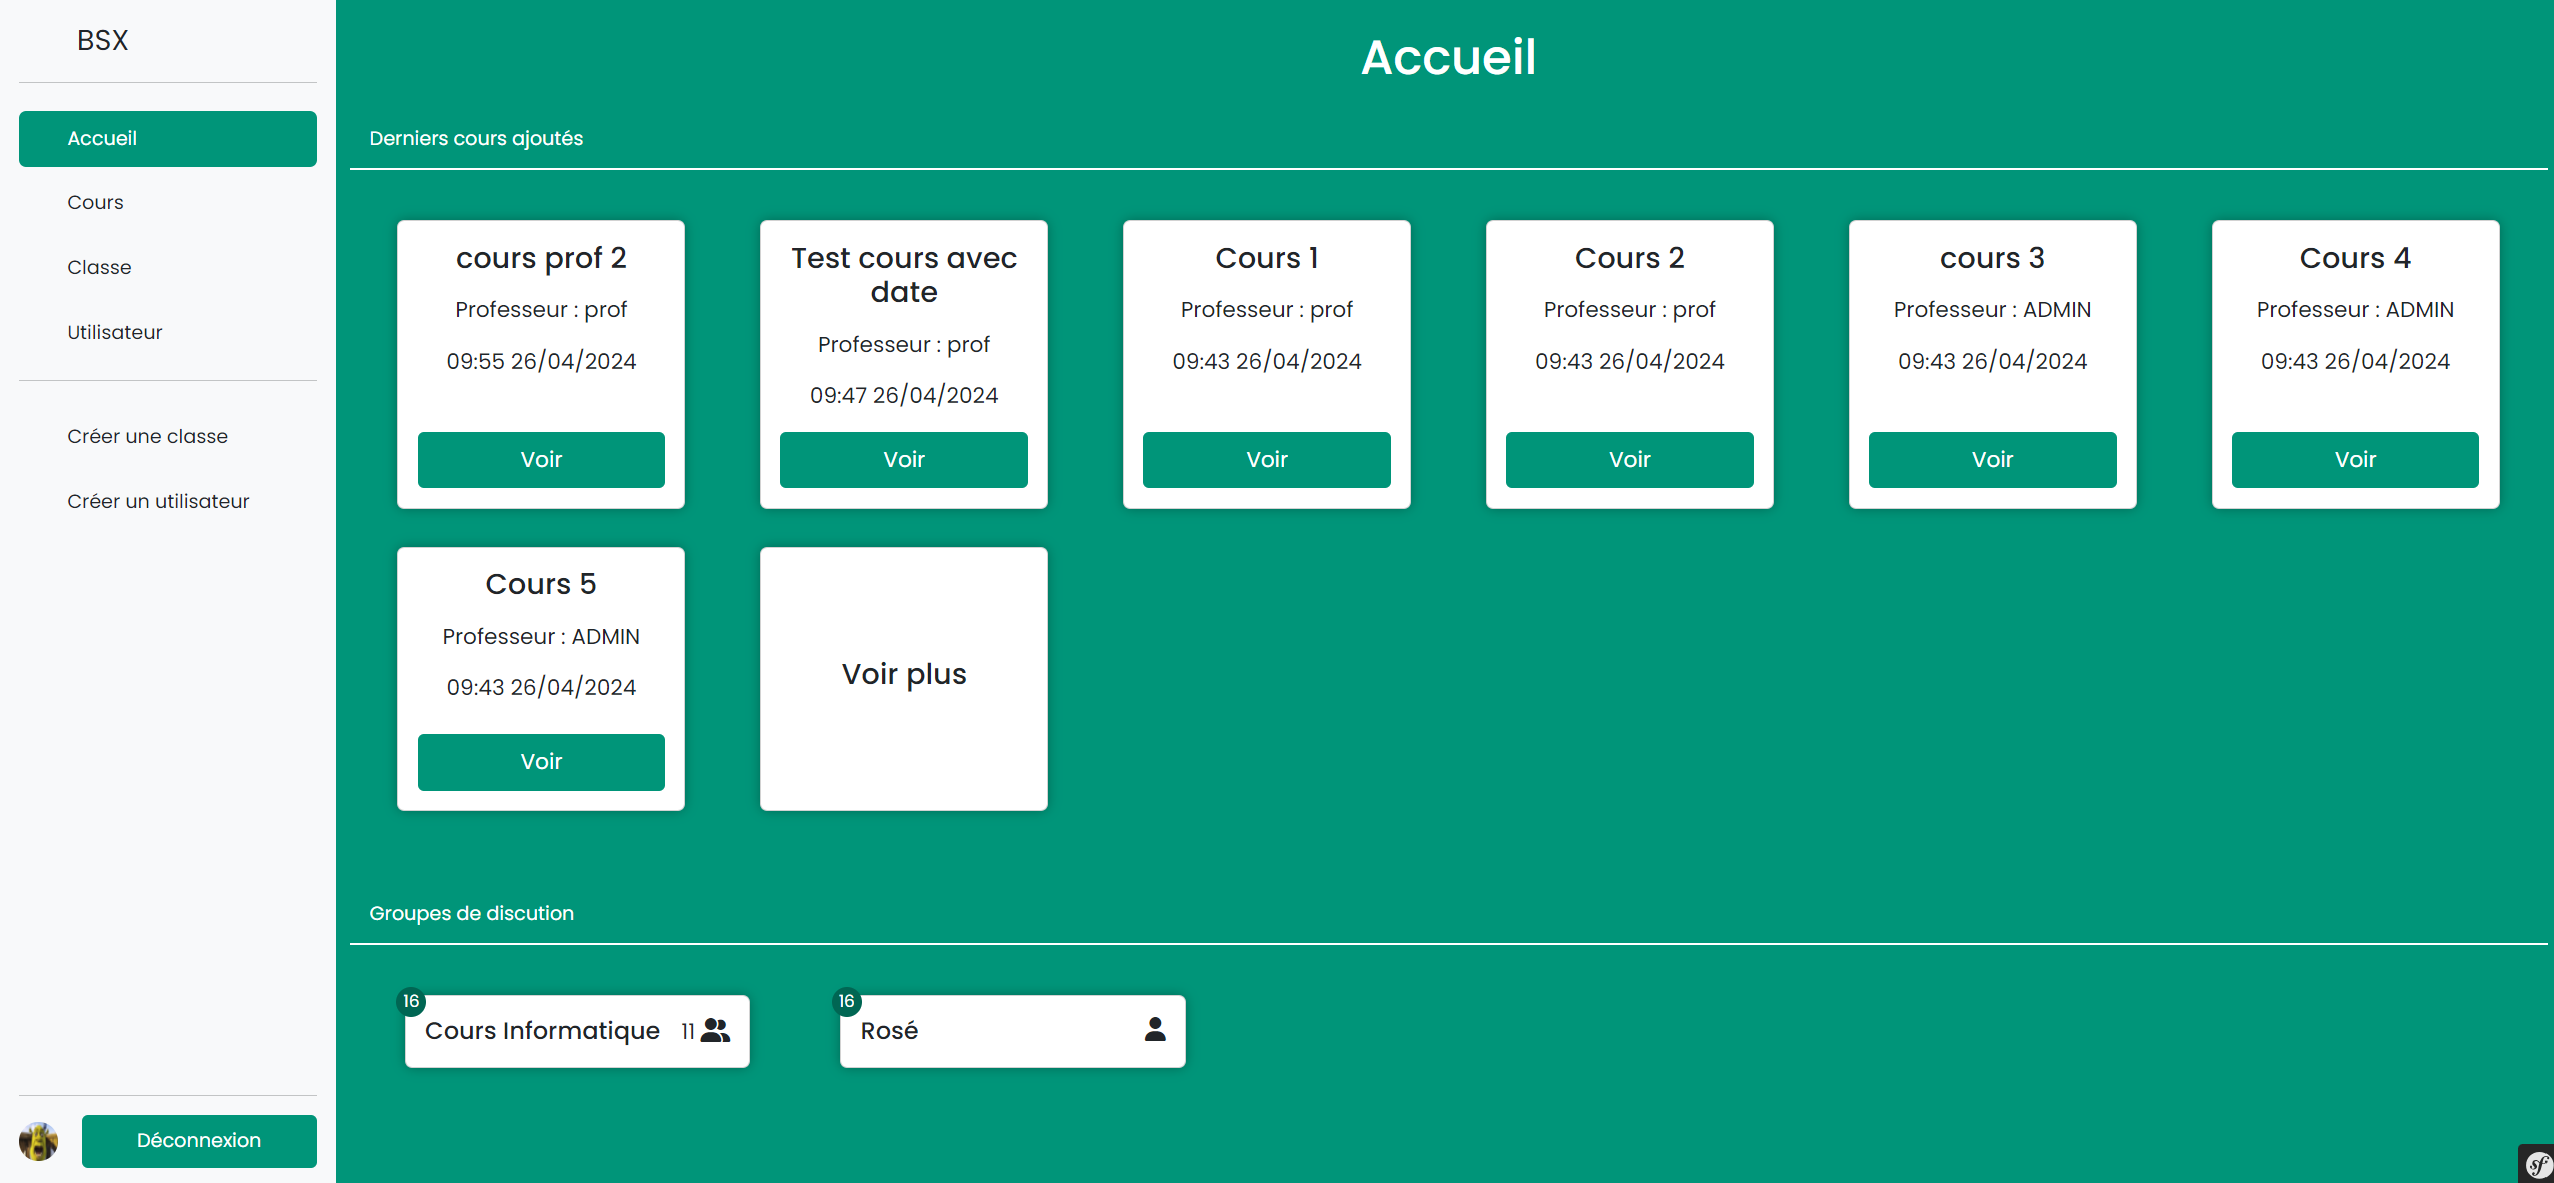 BSX
Accueil
Cours
Classe
Utilisateur
Créer une classe
Créer un utilisateur
Déconnexion
Accueil
Derniers cours ajoutés
cours prof 2
Professeur : prof
09:55 26/04/2024
Voir
Test cours avec
date
Professeur : prof
09:47 26/04/2024
Voir
Cours 1
Professeur : prof
09:43 26/04/2024
Voir
Cours 2
Professeur : prof
09:43 26/04/2024
Voir
cours 3
Professeur : ADMIN
09:43 26/04/2024
Voir
Cours 4
Professeur : ADMIN
09:43 26/04/2024
Voir
Cours 5
Professeur : ADMIN
09:43 26/04/2024
Voir
Voir plus
Groupes de discution
16
Cours Informatique 11
16
Rosé
sf